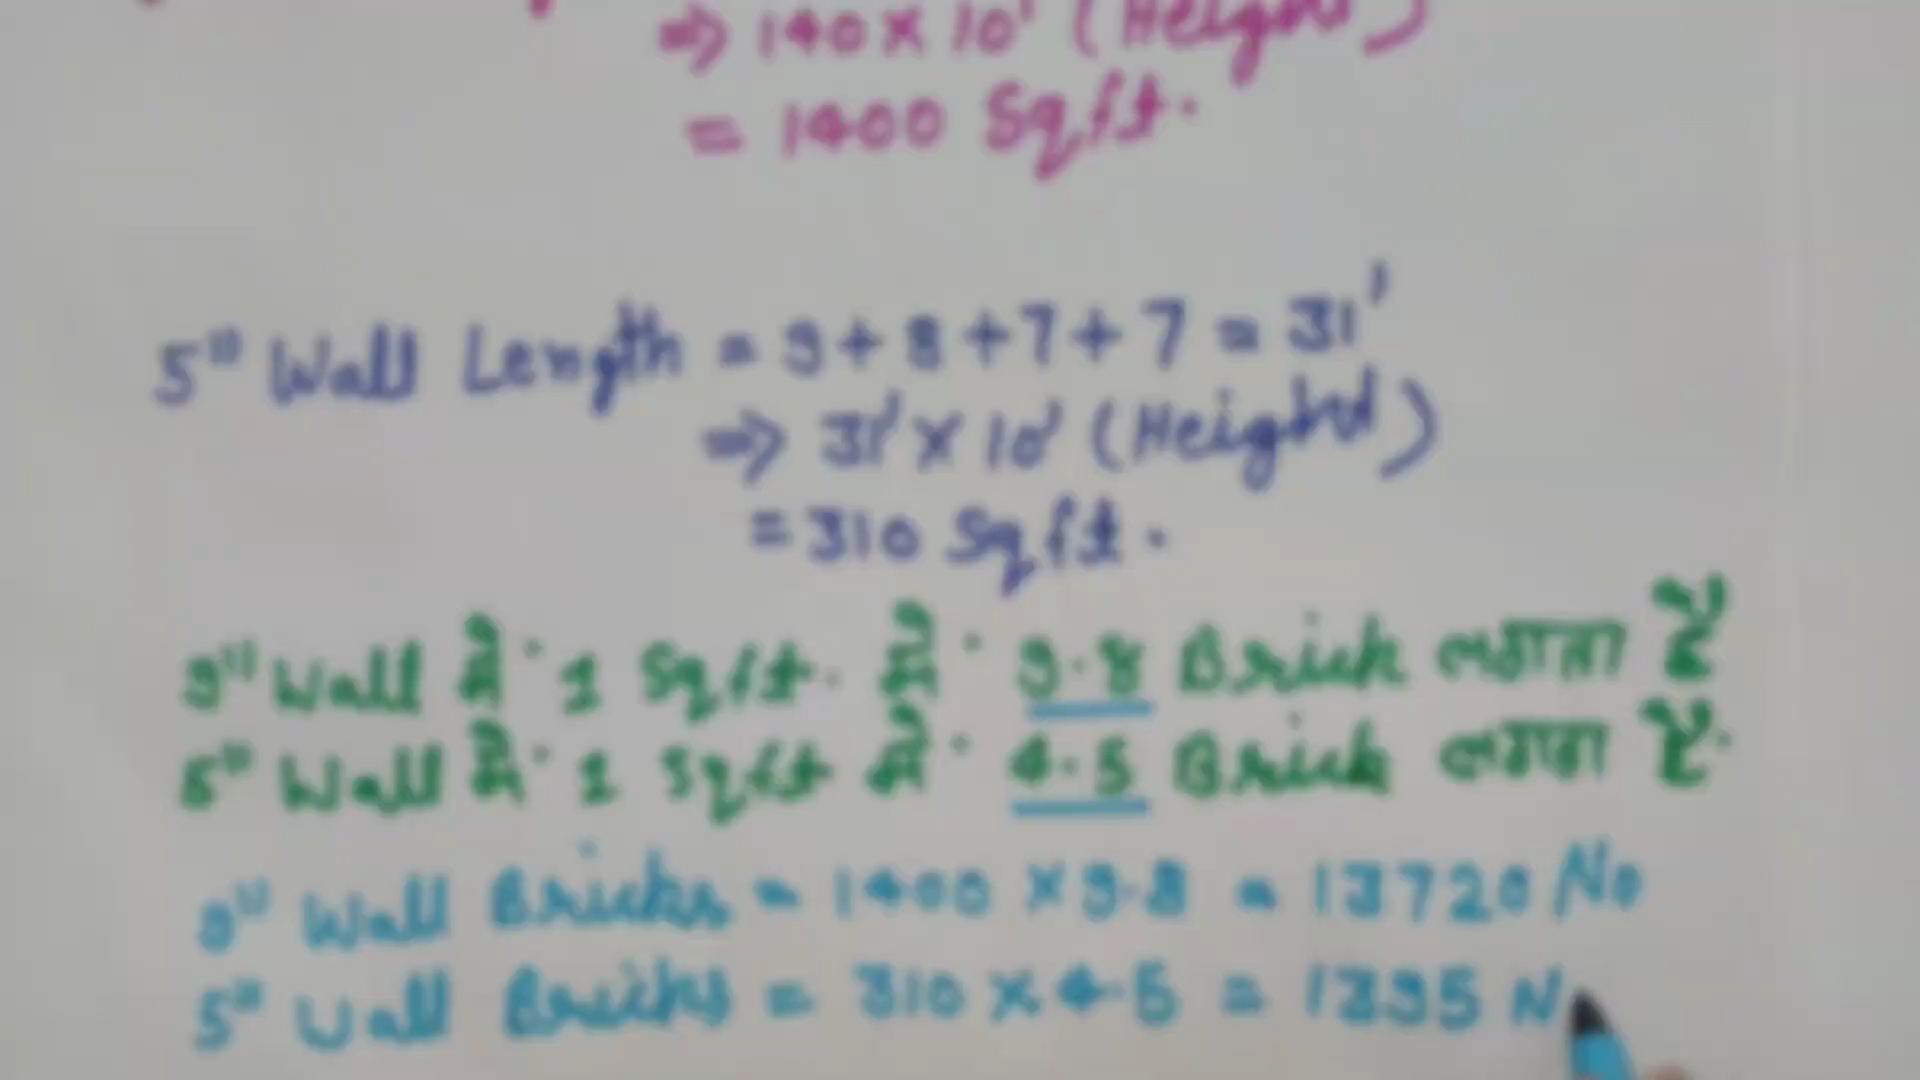 ⇒ 140 × 10' (Height)
= 1400 Sqft.
5" Wall Length = 9+8+7+7 = 31'
⇒ 31' × 10' (Height)
= 310 Sqft.
9" Wall में 1 Sqft. में 9.8 Brick लगता है
5" Wall में 1 Sqft में 4.5 Brick लगता है.
9" Wall Bricks = 1400 × 9.8 = 13720 No
5" Wall Bricks = 310 × 4.5 = 1395 N